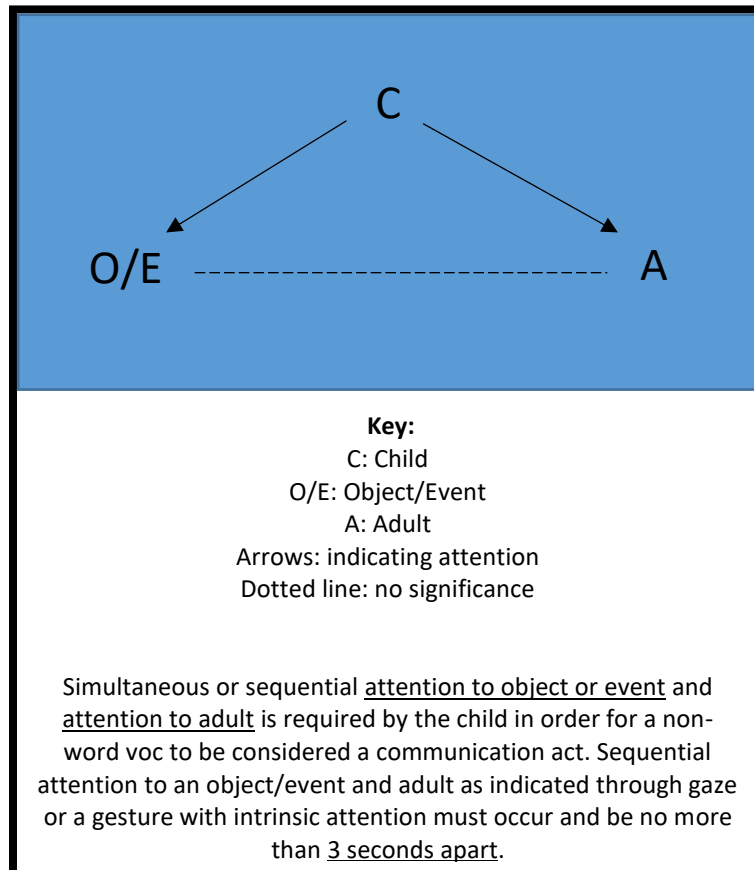 C
O/E A
Key:
C: Child
O/E: Object/Event
A: Adult
Arrows: indicating attention
Dotted line: no significance
Simultaneous or sequential attention to object or event and
attention to adult is required by the child in order for a non-
word voc to be considered a communication act. Sequential
attention to an object/event and adult as indicated through gaze
or a gesture with intrinsic attention must occur and be no more
than 3 seconds apart.